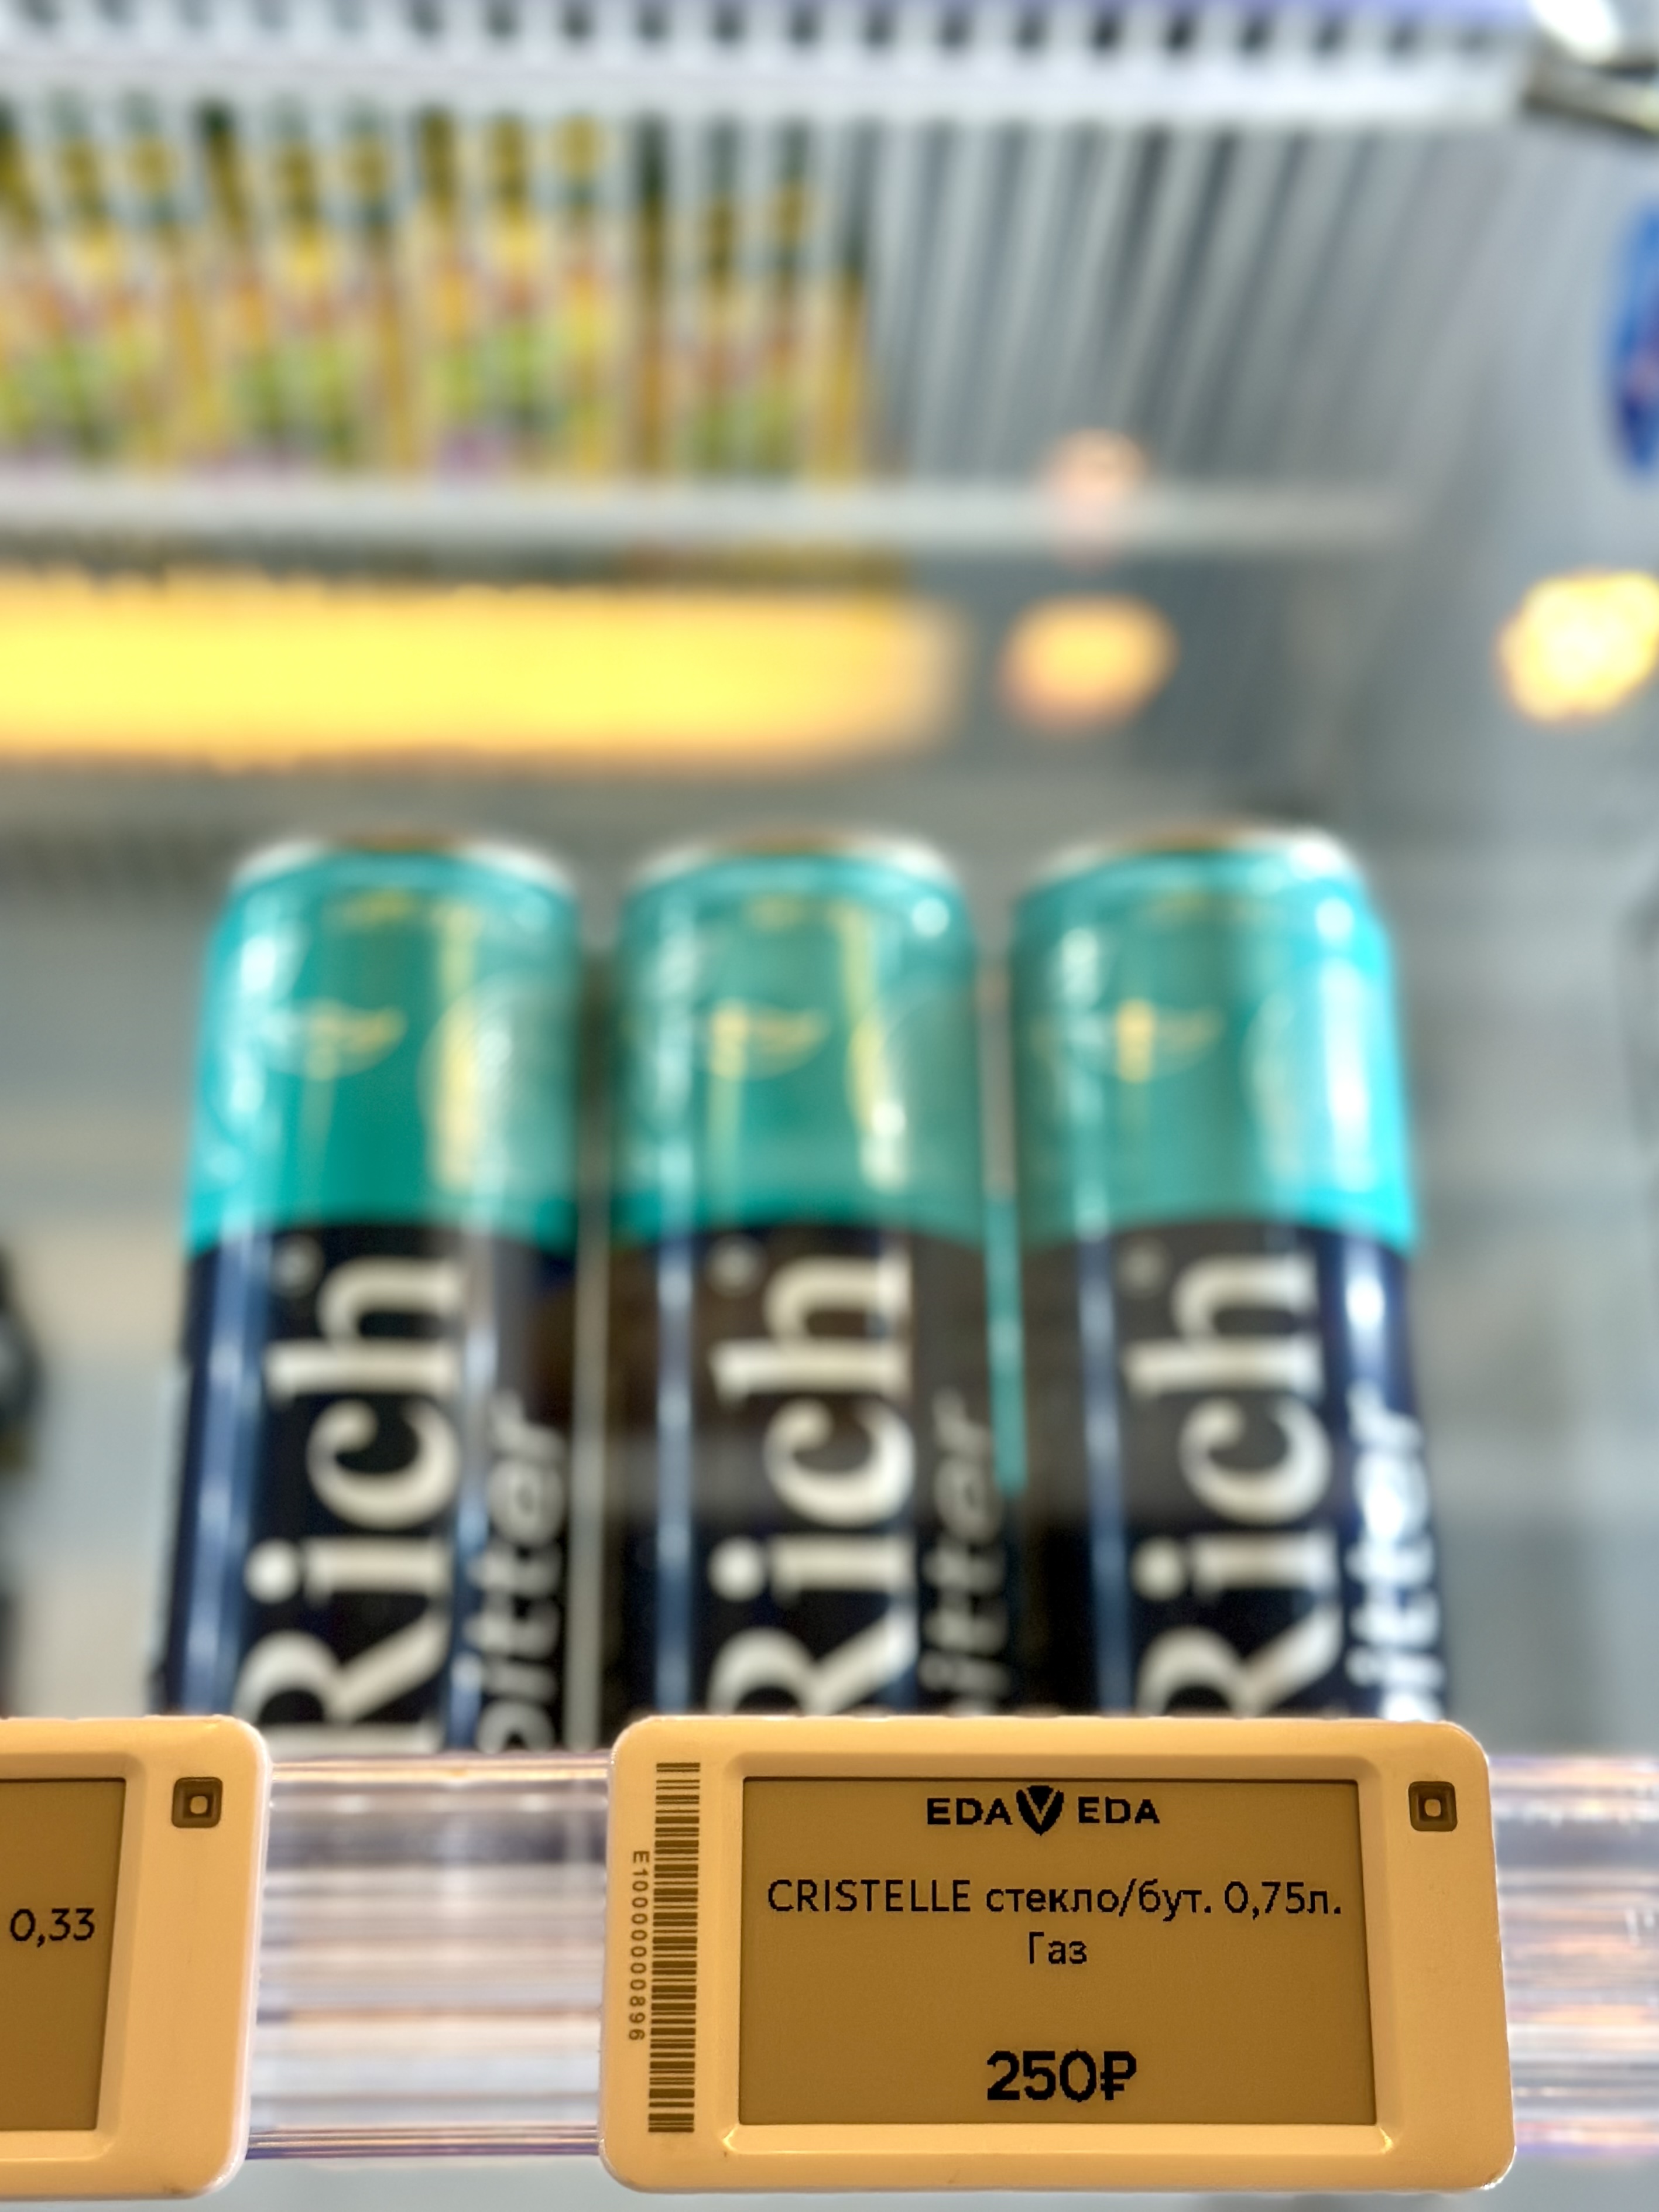 Rich
bitter
Rich
bitter
Rich
bitter
0,33
E1000000896
EDA EDA
CRISTELLE стекло/бут. 0,75л.
Газ
250₽